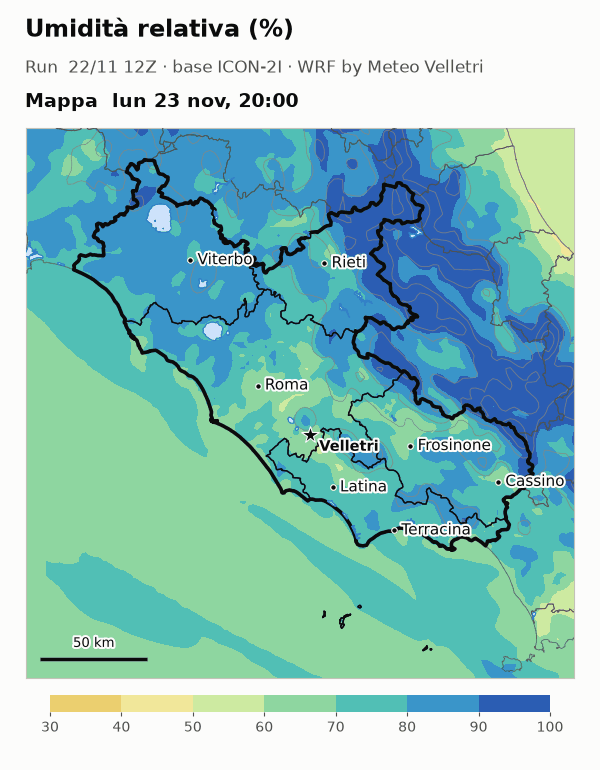 Umidità relativa (%)
Run  22/11 12Z · base ICON-2I · WRF by Meteo Velletri
Mappa  lun 23 nov, 20:00
Viterbo
Rieti
Roma
Velletri
Frosinone
Cassino
Latina
Terracina
50 km
30 40 50 60 70 80 90 100